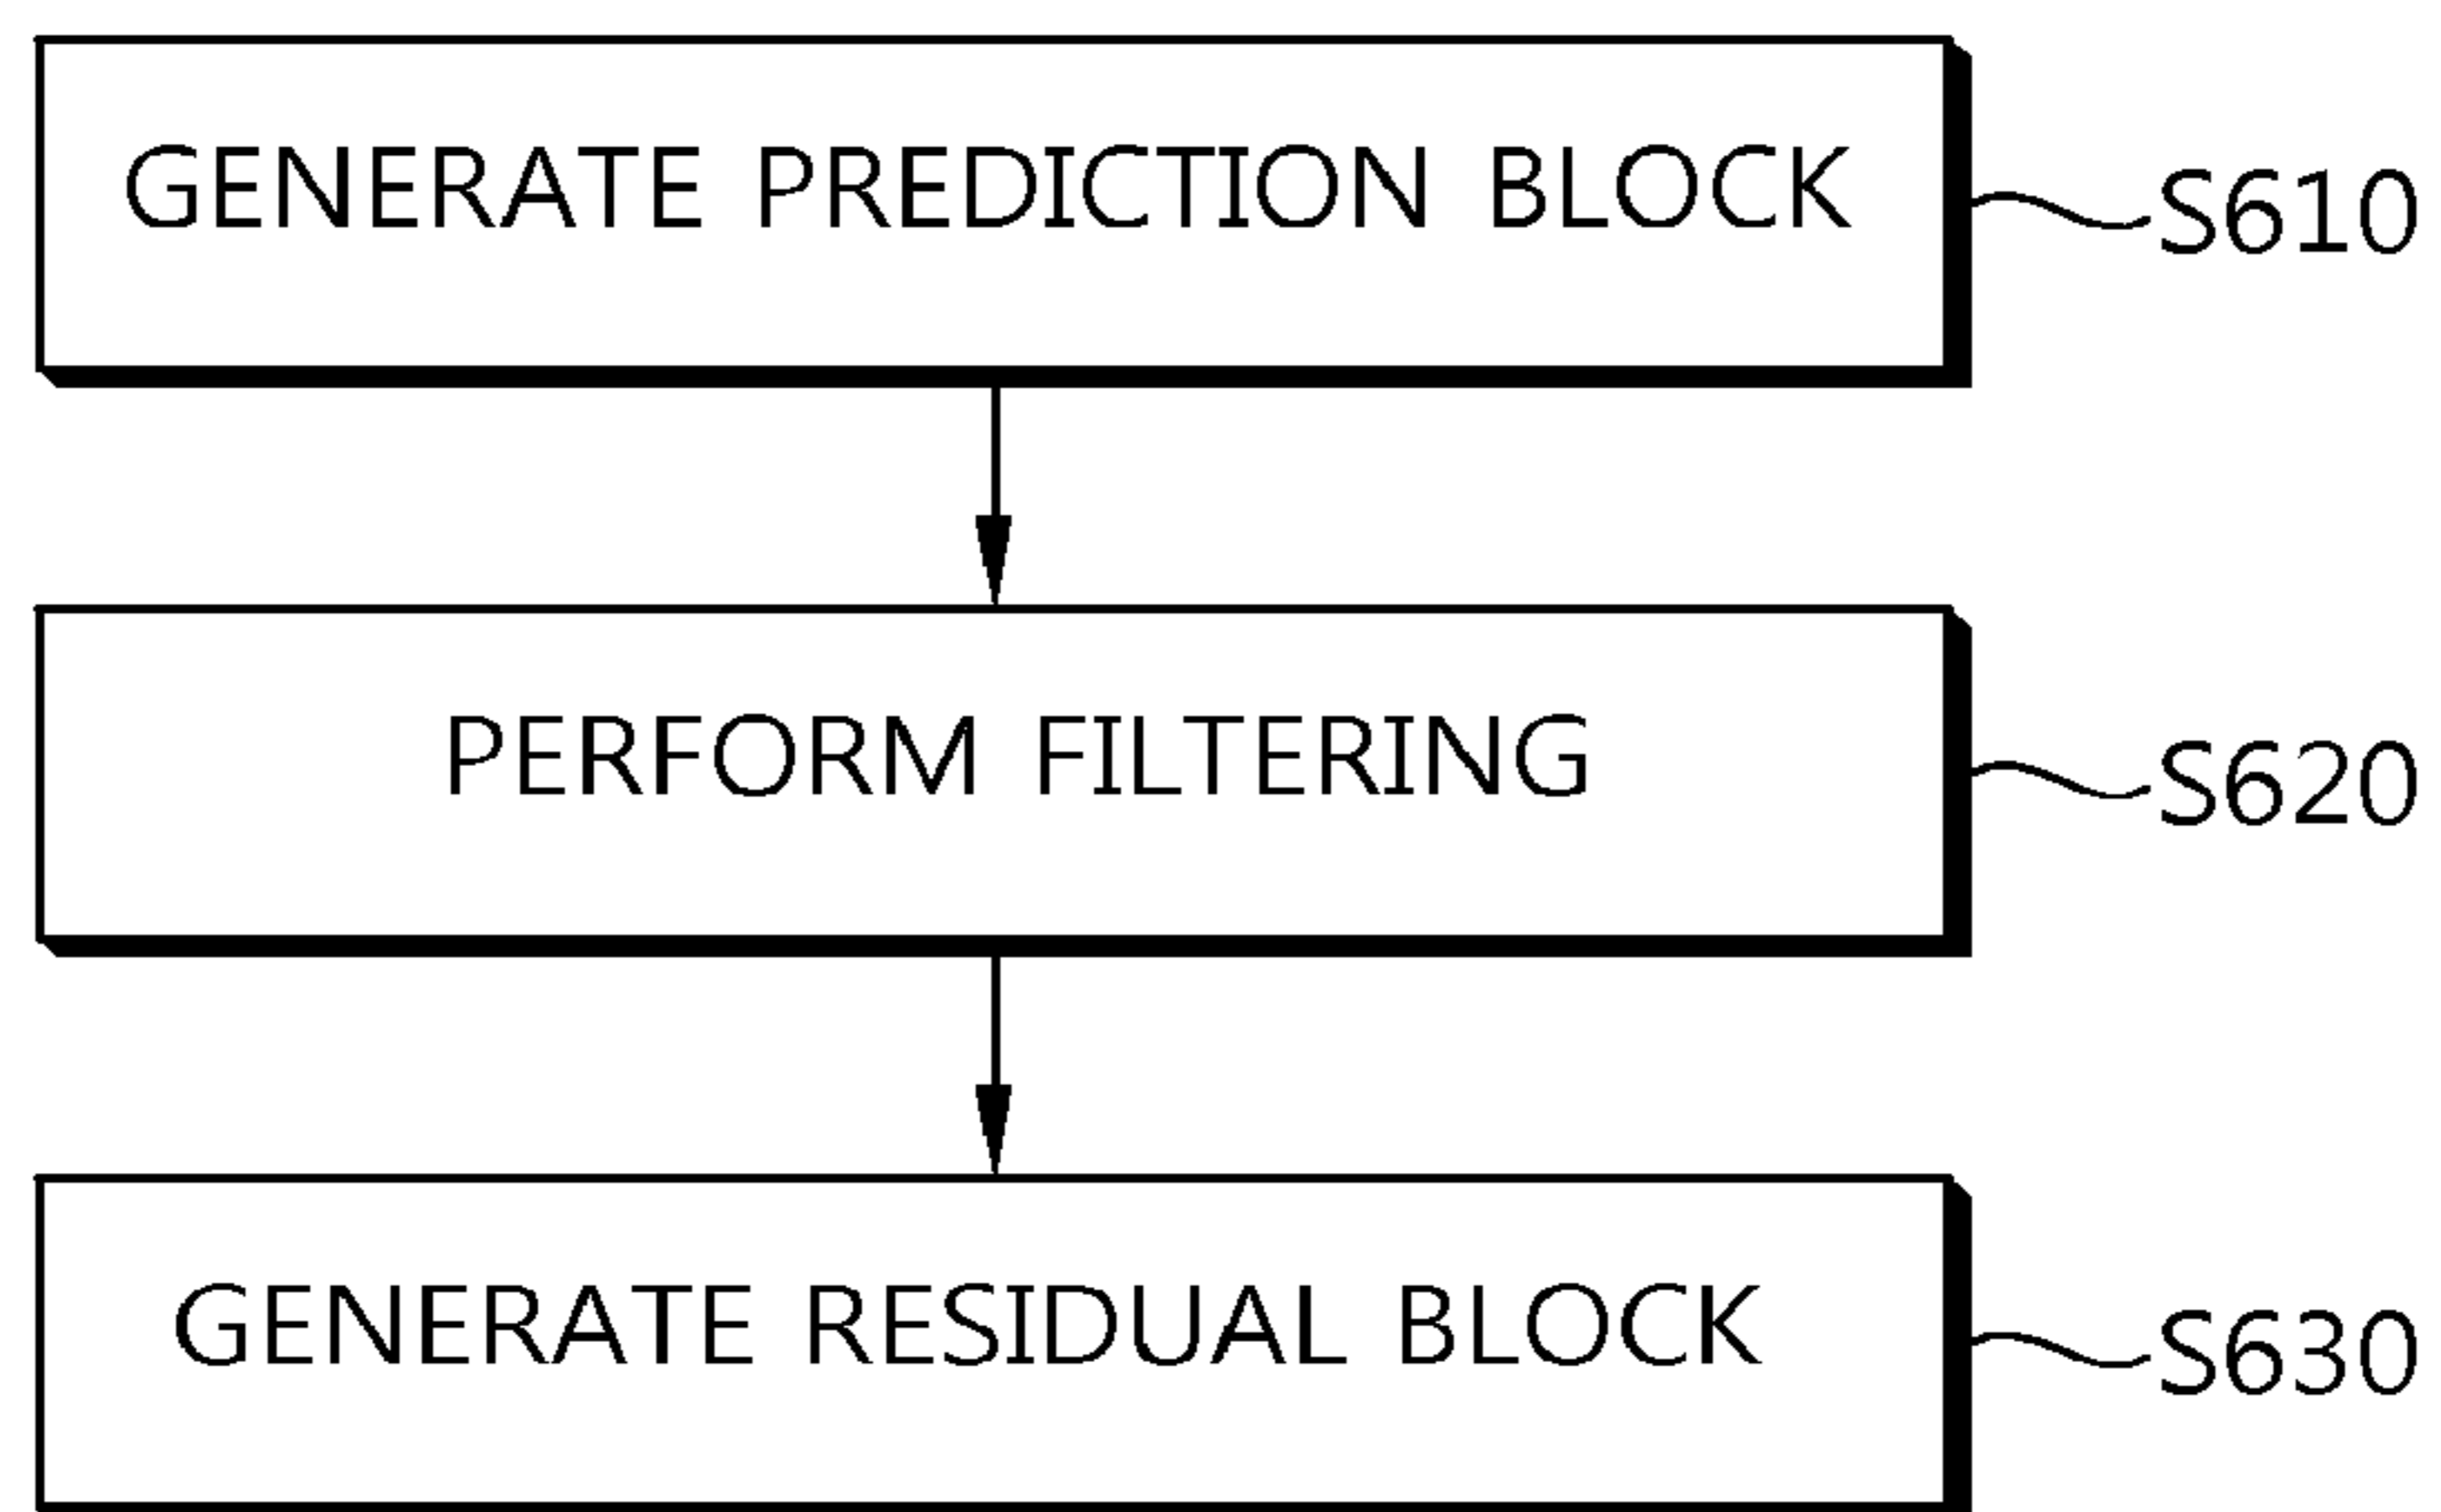 GENERATE PREDICTION BLOCK
S610
PERFORM FILTERING
S620
GENERATE RESIDUAL BLOCK
S630